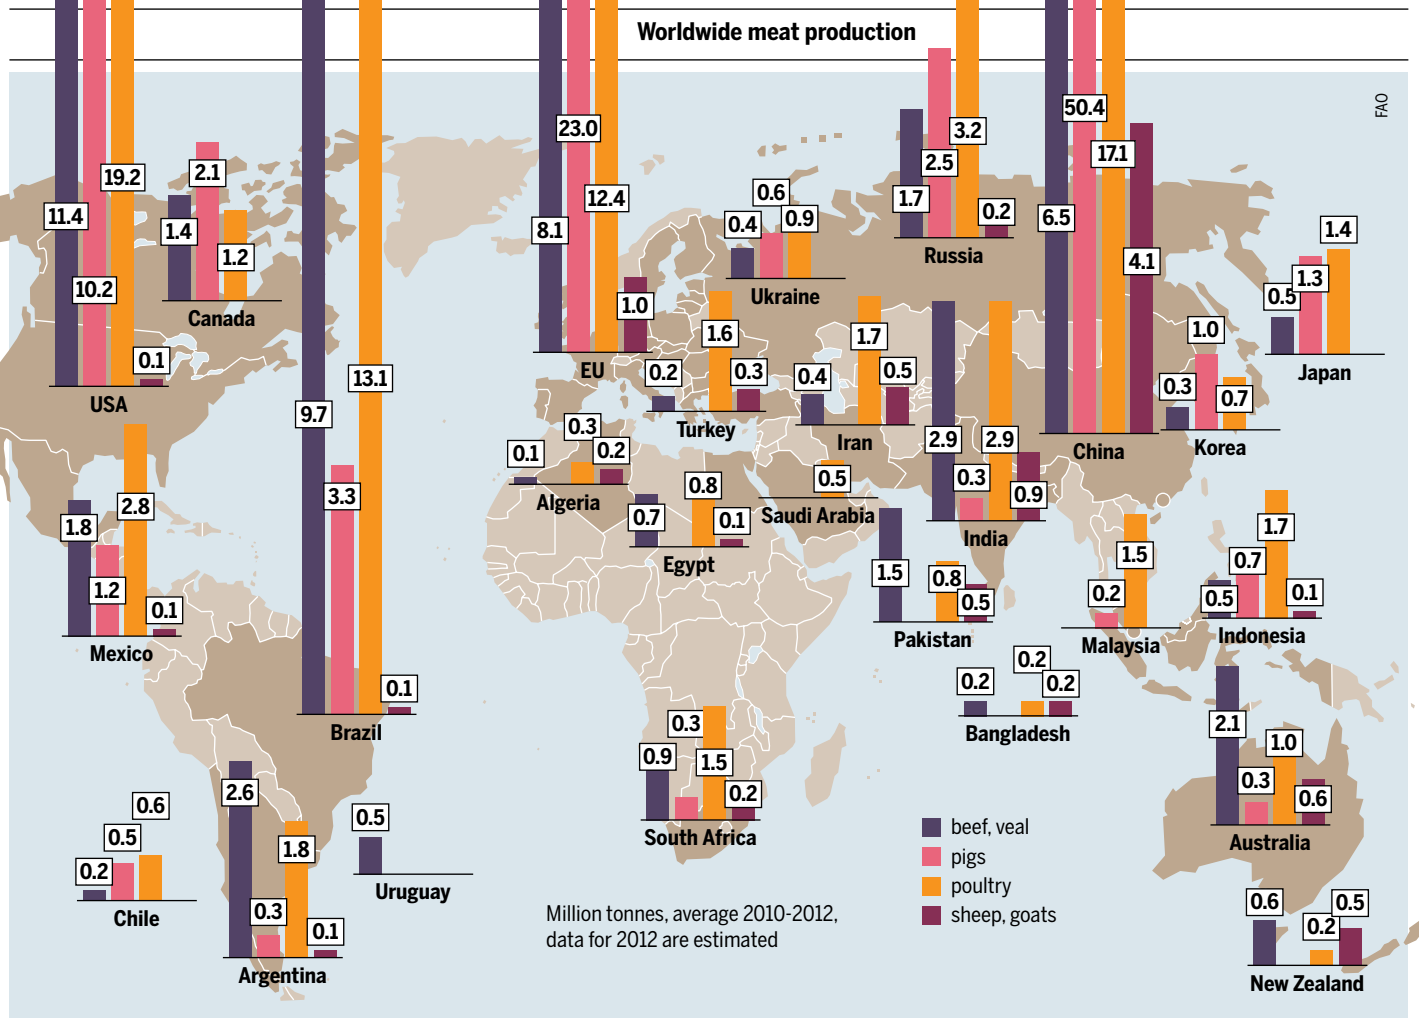 Worldwide meat production
FAO
11.4
10.2
19.2
0.1
USA
1.4
2.1
1.2
Canada
1.8
1.2
2.8
0.1
Mexico
9.7
3.3
13.1
0.1
Brazil
0.2
0.5
0.6
Chile
2.6
0.3
1.8
0.1
Argentina
0.5
Uruguay
8.1
23.0
12.4
1.0
EU
0.4
0.6
0.9
Ukraine
1.7
2.5
3.2
0.2
Russia
0.2
1.6
0.3
Turkey
0.4
1.7
0.5
Iran
0.1
0.3
0.2
Algeria
0.7
0.8
0.1
Egypt
0.5
Saudi Arabia
2.9
0.3
2.9
0.9
India
6.5
50.4
17.1
4.1
China
0.3
1.0
0.7
Korea
0.5
1.3
1.4
Japan
1.5
0.8
0.5
Pakistan
0.2
0.2
0.2
Bangladesh
0.2
1.5
Malaysia
0.5
0.7
1.7
0.1
Indonesia
0.9
0.3
1.5
0.2
South Africa
2.1
0.3
1.0
0.6
Australia
0.6
0.2
0.5
New Zealand
beef, veal
pigs
poultry
sheep, goats
Million tonnes, average 2010-2012,
data for 2012 are estimated